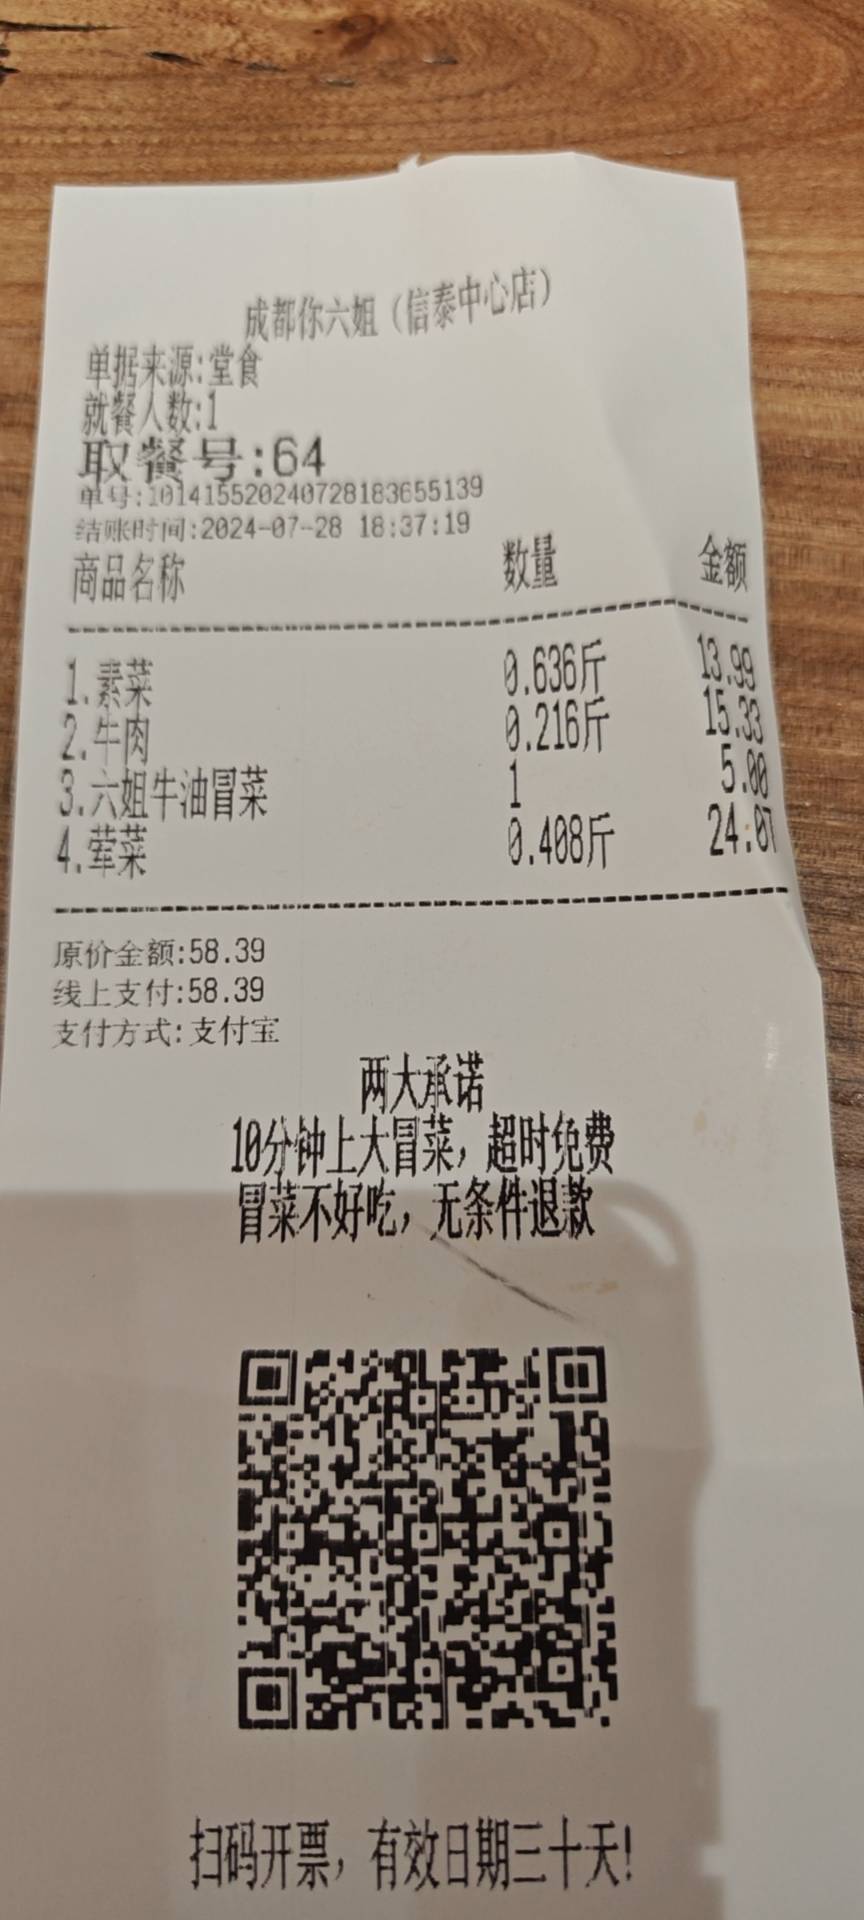 成都你六姐（信泰中心店）
单据来源:堂食
就餐人数:1
取餐号:64
单号:101415520240728183655139
结账时间:2024-07-28 18:37:19
商品名称 数量 金额
1.素菜 0.636斤 13.99
2.牛肉 0.216斤 15.33
3.六姐牛油冒菜 1 5.00
4.荤菜 0.408斤 24.07
原价金额:58.39
线上支付:58.39
支付方式:支付宝
两大承诺
10分钟上大冒菜，超时免费
冒菜不好吃，无条件退款
扫码开票，有效日期三十天!